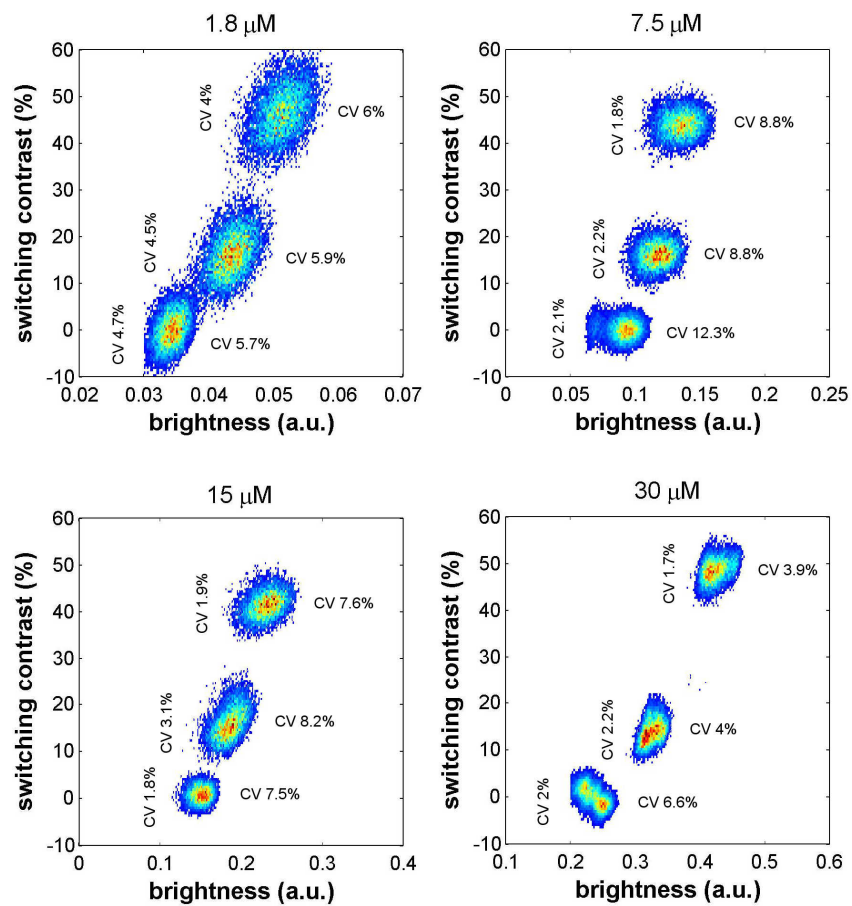 1.8 μM
switching contrast (%)
60
50
40
30
20
10
0
-10
CV 4%
CV 6%
CV 4.5%
CV 5.9%
CV 4.7%
CV 5.7%
0.02 0.03 0.04 0.05 0.06 0.07
brightness (a.u.)
7.5 μM
switching contrast (%)
60
50
40
30
20
10
0
-10
CV 1.8%
CV 8.8%
CV 2.2%
CV 8.8%
CV 2.1%
CV 12.3%
0 0.05 0.1 0.15 0.2 0.25
brightness (a.u.)
15 μM
switching contrast (%)
60
50
40
30
20
10
0
-10
CV 1.9%
CV 7.6%
CV 3.1%
CV 8.2%
CV 1.8%
CV 7.5%
0 0.1 0.2 0.3 0.4
brightness (a.u.)
30 μM
switching contrast (%)
60
50
40
30
20
10
0
-10
CV 1.7%
CV 3.9%
CV 2.2%
CV 4%
CV 2%
CV 6.6%
0.1 0.2 0.3 0.4 0.5 0.6
brightness (a.u.)